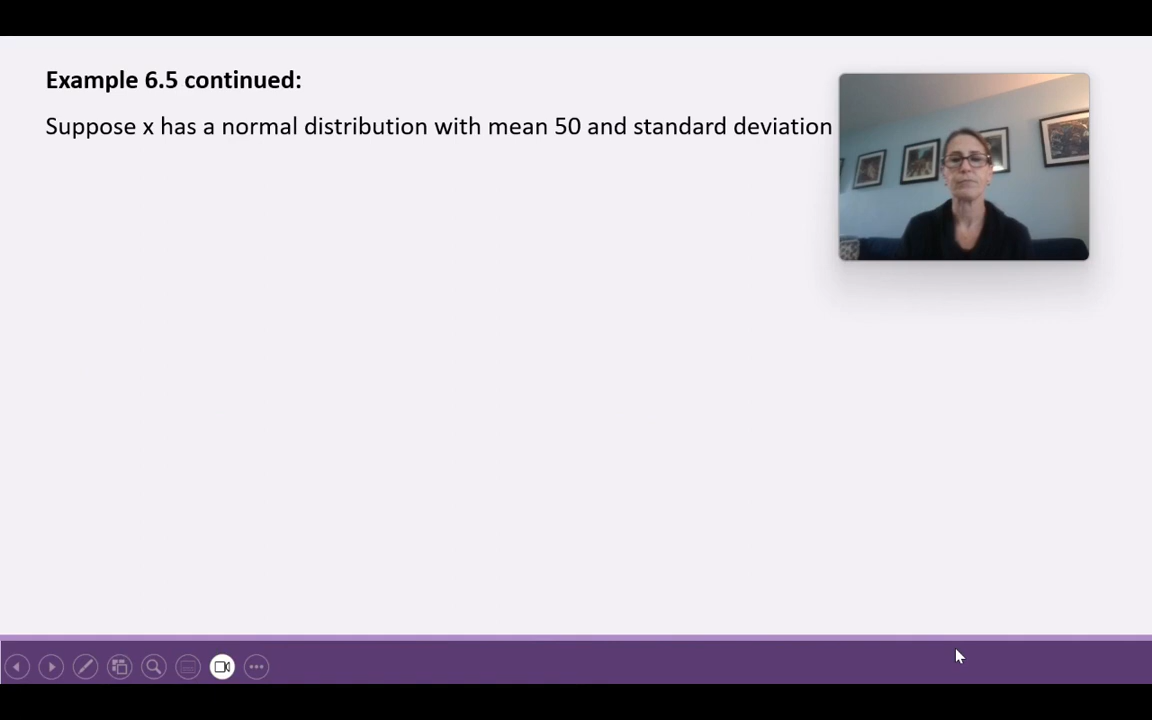 Example 6.5 continued:
Suppose x has a normal distribution with mean 50 and standard deviation